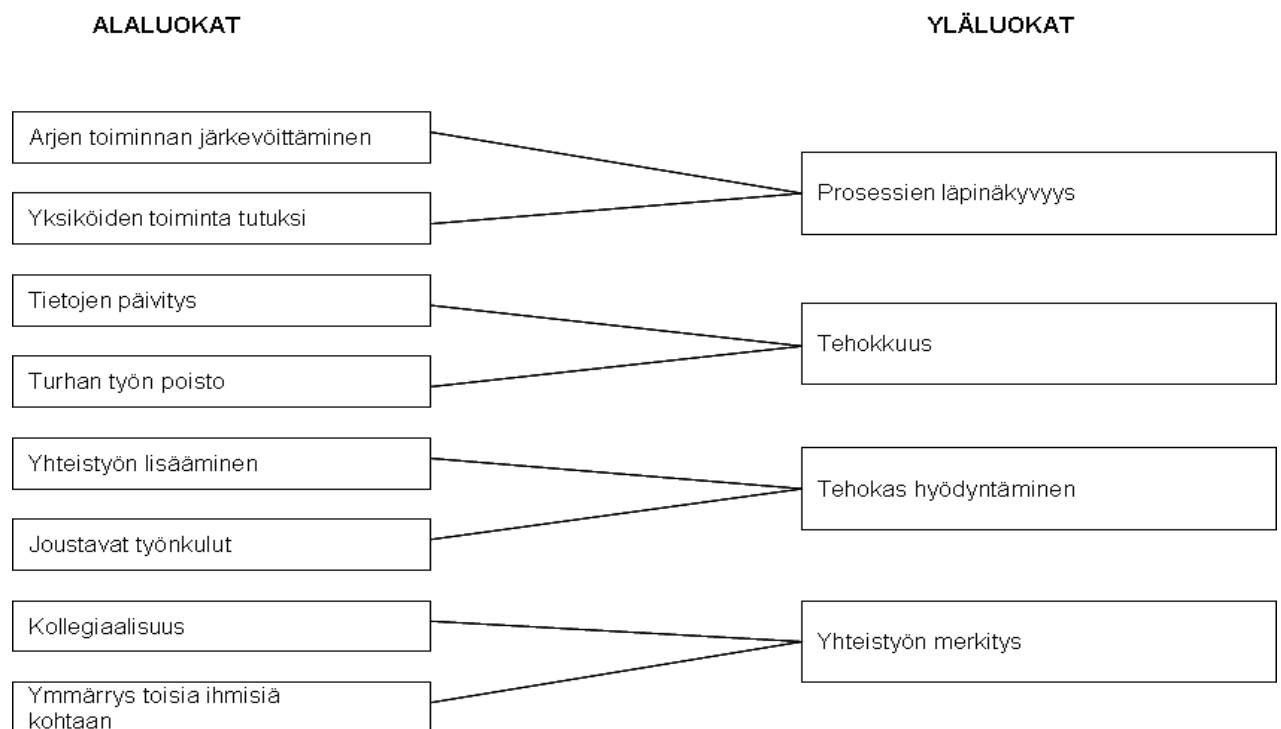 ALALUOKAT
YLÄLUOKAT
Arjen toiminnan järkevöittäminen
Yksiköiden toiminta tutuksi
Prosessien läpinäkyvyys
Tietojen päivitys
Turhan työn poisto
Tehokkuus
Yhteistyön lisääminen
Joustavat työnkulut
Tehokas hyödyntäminen
Kollegiaalisuus
Ymmärrys toisia ihmisiä
kohtaan
Yhteistyön merkitys